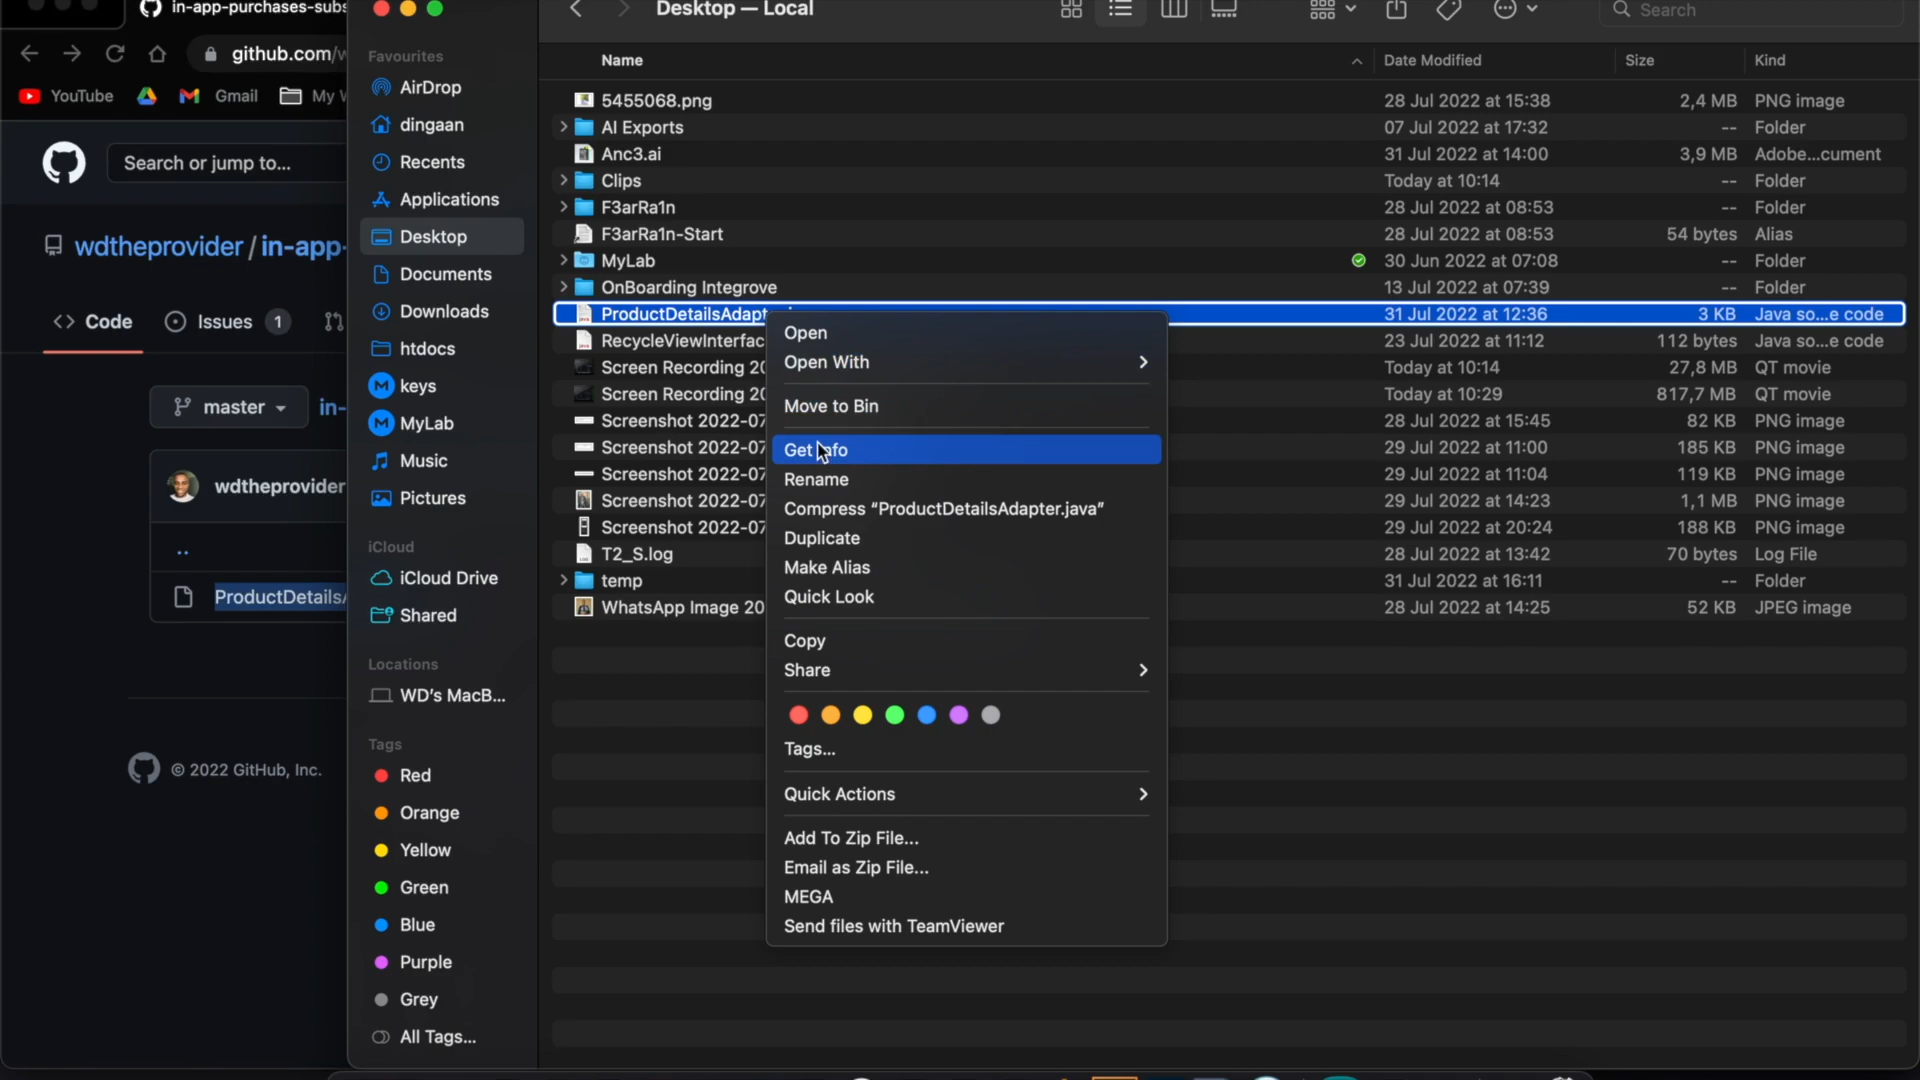 in-app-purchases-subs
github.com/w
YouTube
Gmail
My W
Search or jump to...
wdtheprovider / in-app-
Code
Issues 1
master
in-
wdtheprovider
..
ProductDetailsA
© 2022 GitHub, Inc.
Favourites
AirDrop
dingaan
Recents
Applications
Desktop
Documents
Downloads
htdocs
keys
MyLab
Music
Pictures
iCloud
iCloud Drive
Shared
Locations
WD's MacB...
Tags
Red
Orange
Yellow
Green
Blue
Purple
Grey
All Tags...
Desktop — Local
Search
Name Date Modified Size Kind
5455068.png 28 Jul 2022 at 15:38 2,4 MB PNG image
AI Exports 07 Jul 2022 at 17:32 -- Folder
Anc3.ai 31 Jul 2022 at 14:00 3,9 MB Adobe...cument
Clips Today at 10:14 -- Folder
F3arRa1n 28 Jul 2022 at 08:53 -- Folder
F3arRa1n-Start 28 Jul 2022 at 08:53 54 bytes Alias
MyLab 30 Jun 2022 at 07:08 -- Folder
OnBoarding Integrove 13 Jul 2022 at 07:39 -- Folder
ProductDetailsAdapt 31 Jul 2022 at 12:36 3 KB Java so...e code
RecycleViewInterfac 23 Jul 2022 at 11:12 112 bytes Java so...e code
Screen Recording 20 Today at 10:14 27,8 MB QT movie
Screen Recording 20 Today at 10:29 817,7 MB QT movie
Screenshot 2022-07 28 Jul 2022 at 15:45 82 KB PNG image
Screenshot 2022-07 29 Jul 2022 at 11:00 185 KB PNG image
Screenshot 2022-07 29 Jul 2022 at 11:04 119 KB PNG image
Screenshot 2022-07 29 Jul 2022 at 14:23 1,1 MB PNG image
Screenshot 2022-07 29 Jul 2022 at 20:24 188 KB PNG image
T2_S.log 28 Jul 2022 at 13:42 70 bytes Log File
temp 31 Jul 2022 at 16:11 -- Folder
WhatsApp Image 20 28 Jul 2022 at 14:25 52 KB JPEG image
Open
Open With
Move to Bin
Get Info
Rename
Compress "ProductDetailsAdapter.java"
Duplicate
Make Alias
Quick Look
Copy
Share
Tags...
Quick Actions
Add To Zip File...
Email as Zip File...
MEGA
Send files with TeamViewer